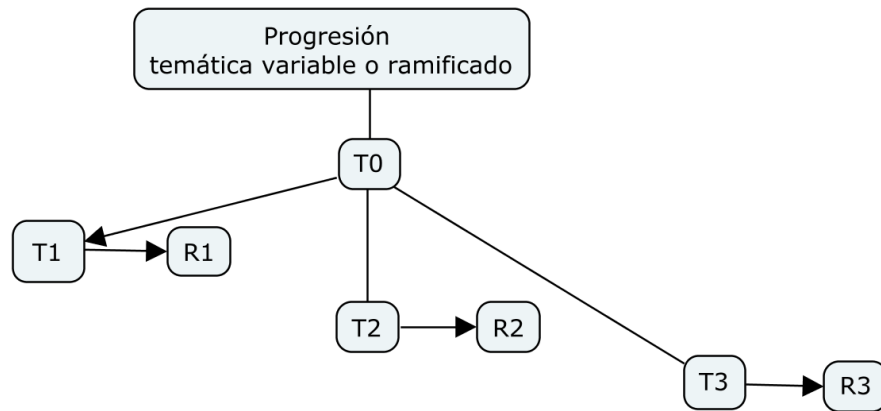 Progresión
temática variable o ramificado
T0
T1
R1
T2
R2
T3
R3